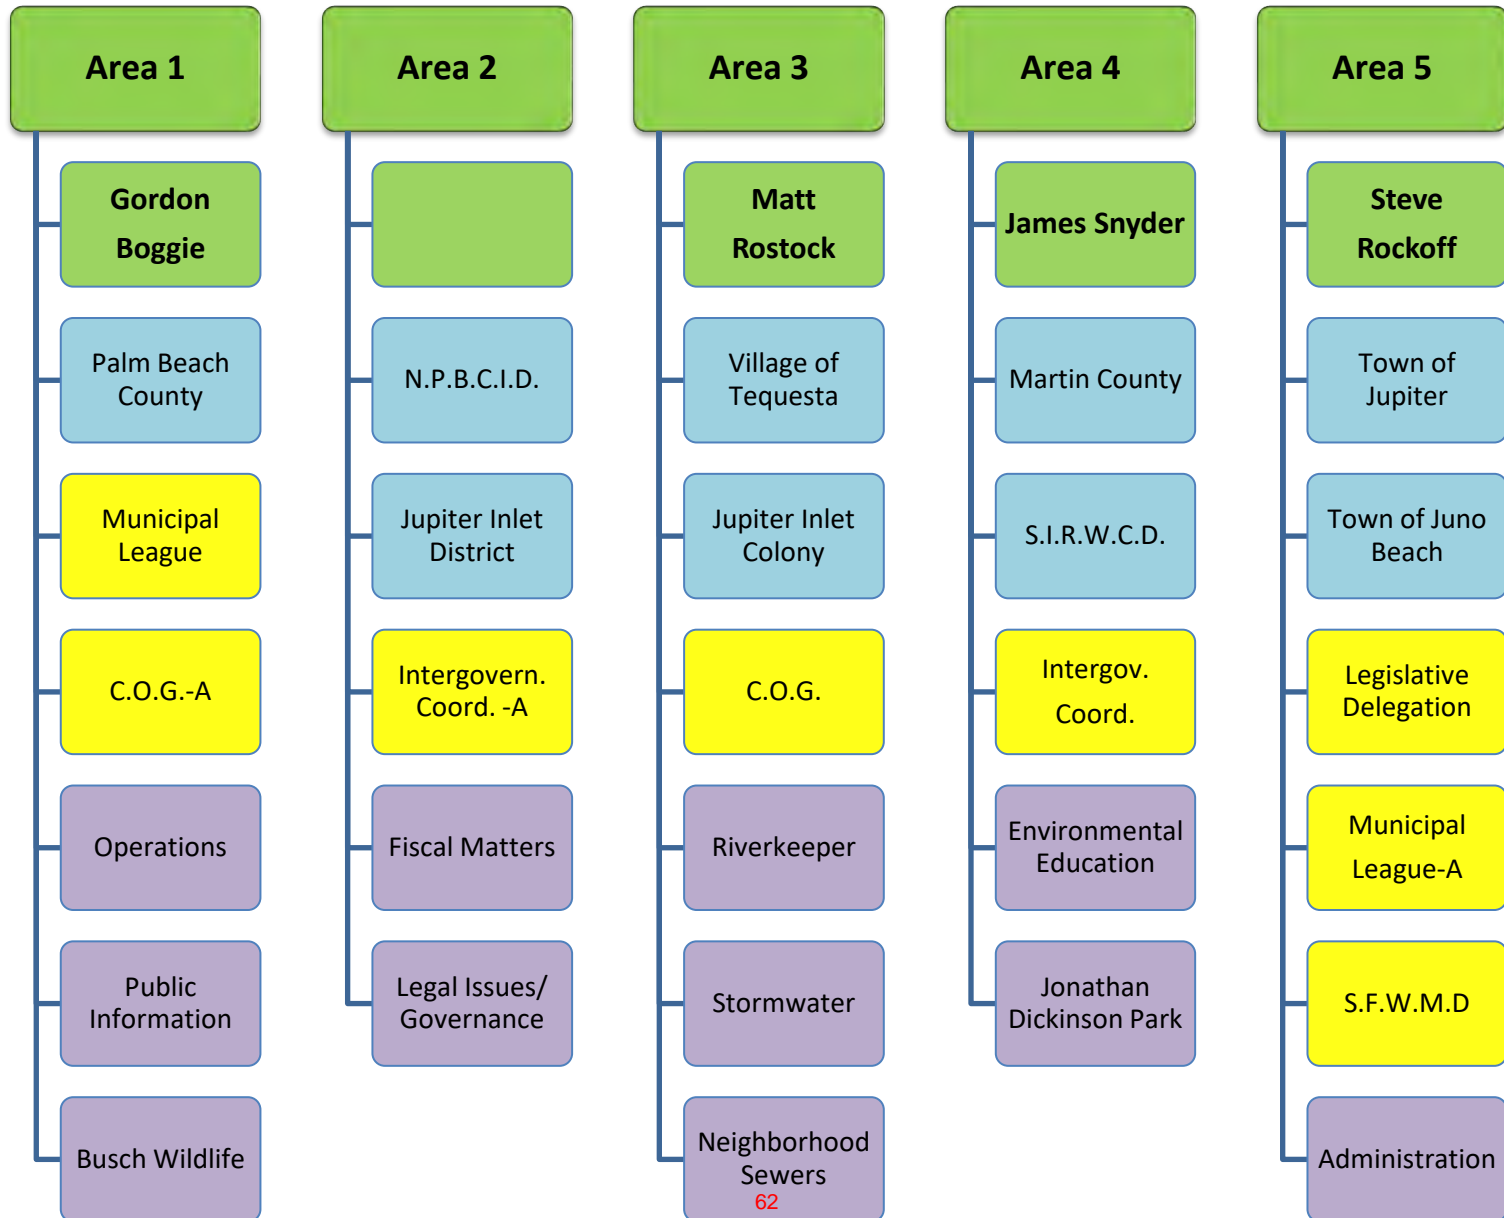 Area 1
Gordon
Boggie
Palm Beach
County
Municipal
League
C.O.G.-A
Operations
Public
Information
Busch Wildlife
Area 2
N.P.B.C.I.D.
Jupiter Inlet
District
Intergovern.
Coord. -A
Fiscal Matters
Legal Issues/
Governance
Area 3
Matt
Rostock
Village of
Tequesta
Jupiter Inlet
Colony
C.O.G.
Riverkeeper
Stormwater
Neighborhood
Sewers
62
Area 4
James Snyder
Martin County
S.I.R.W.C.D.
Intergov.
Coord.
Environmental
Education
Jonathan
Dickinson Park
Area 5
Steve
Rockoff
Town of
Jupiter
Town of Juno
Beach
Legislative
Delegation
Municipal
League-A
S.F.W.M.D
Administration